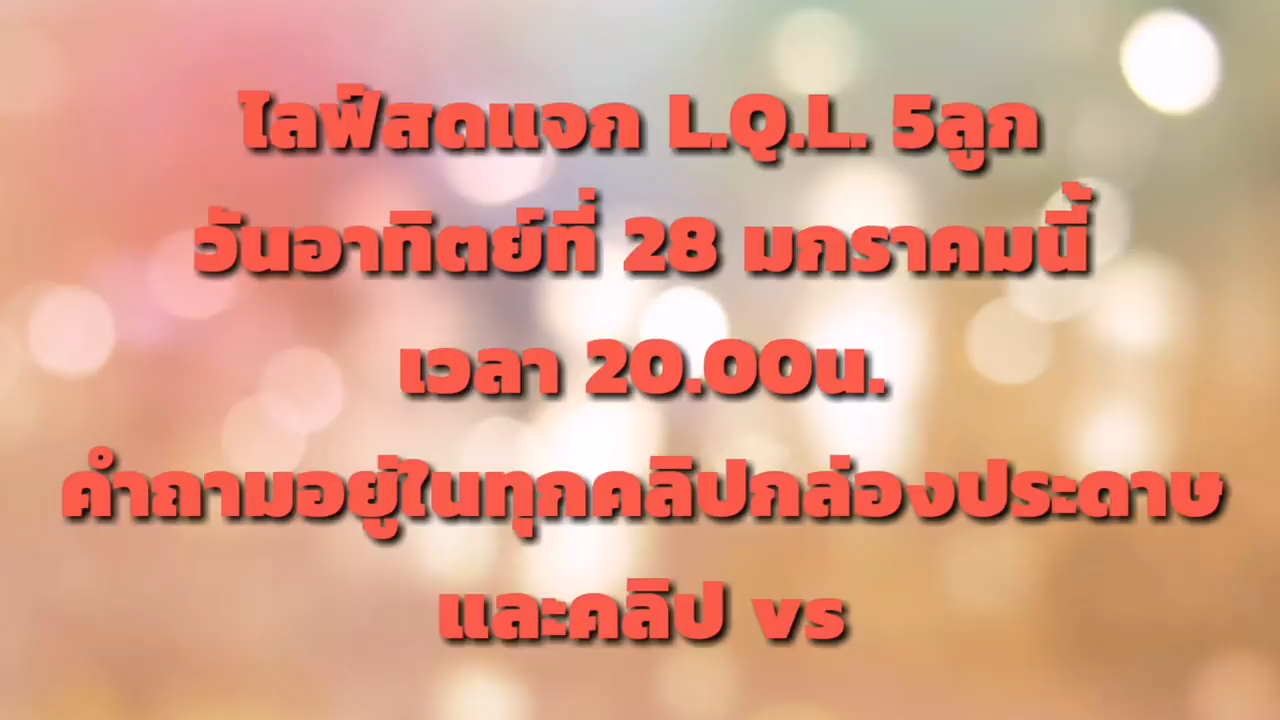 ไลฟ์สดแจก L.Q.L. 5ลูก
วันอาทิตย์ที่ 28 มกราคมนี้
เวลา 20.00น.
คำถามอยู่ในทุกคลิปกล่องประดาษ
และคลิป vs